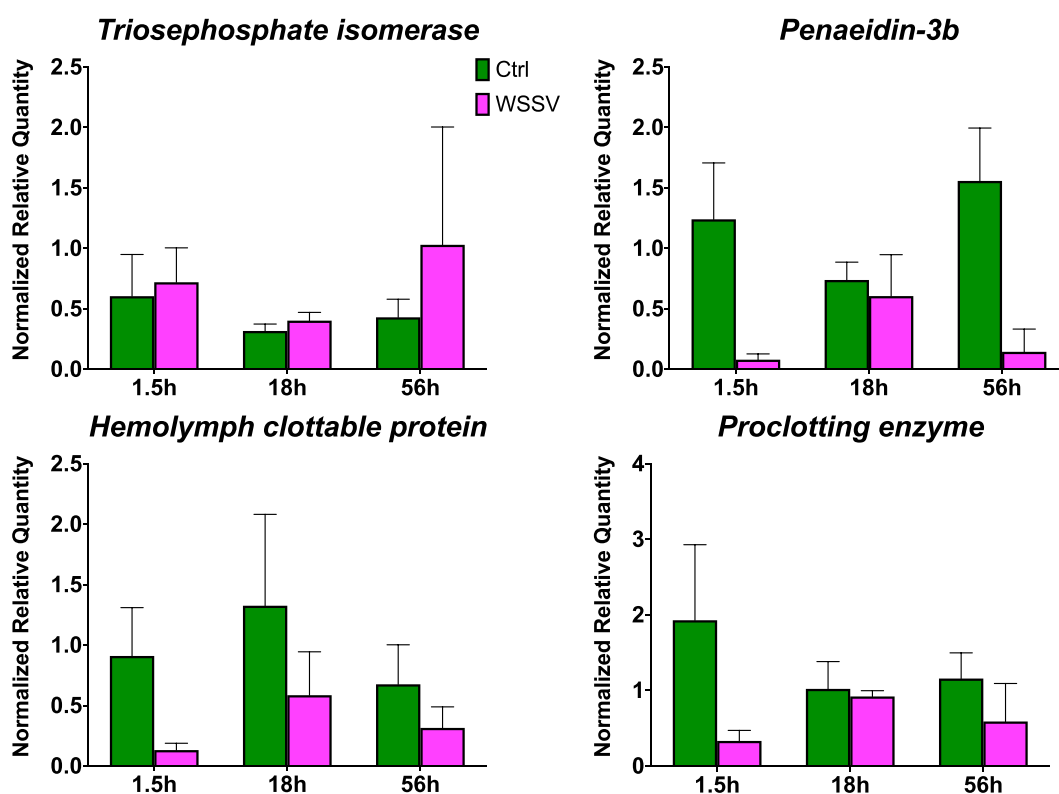 Triosephosphate isomerase
Normalized Relative Quantity
2.5
2.0
1.5
1.0
0.5
0.0
1.5h 18h 56h
Ctrl
WSSV
Penaeidin-3b
Normalized Relative Quantity
2.5
2.0
1.5
1.0
0.5
0.0
1.5h 18h 56h
Hemolymph clottable protein
Normalized Relative Quantity
2.5
2.0
1.5
1.0
0.5
0.0
1.5h 18h 56h
Proclotting enzyme
Normalized Relative Quantity
4
3
2
1
0
1.5h 18h 56h